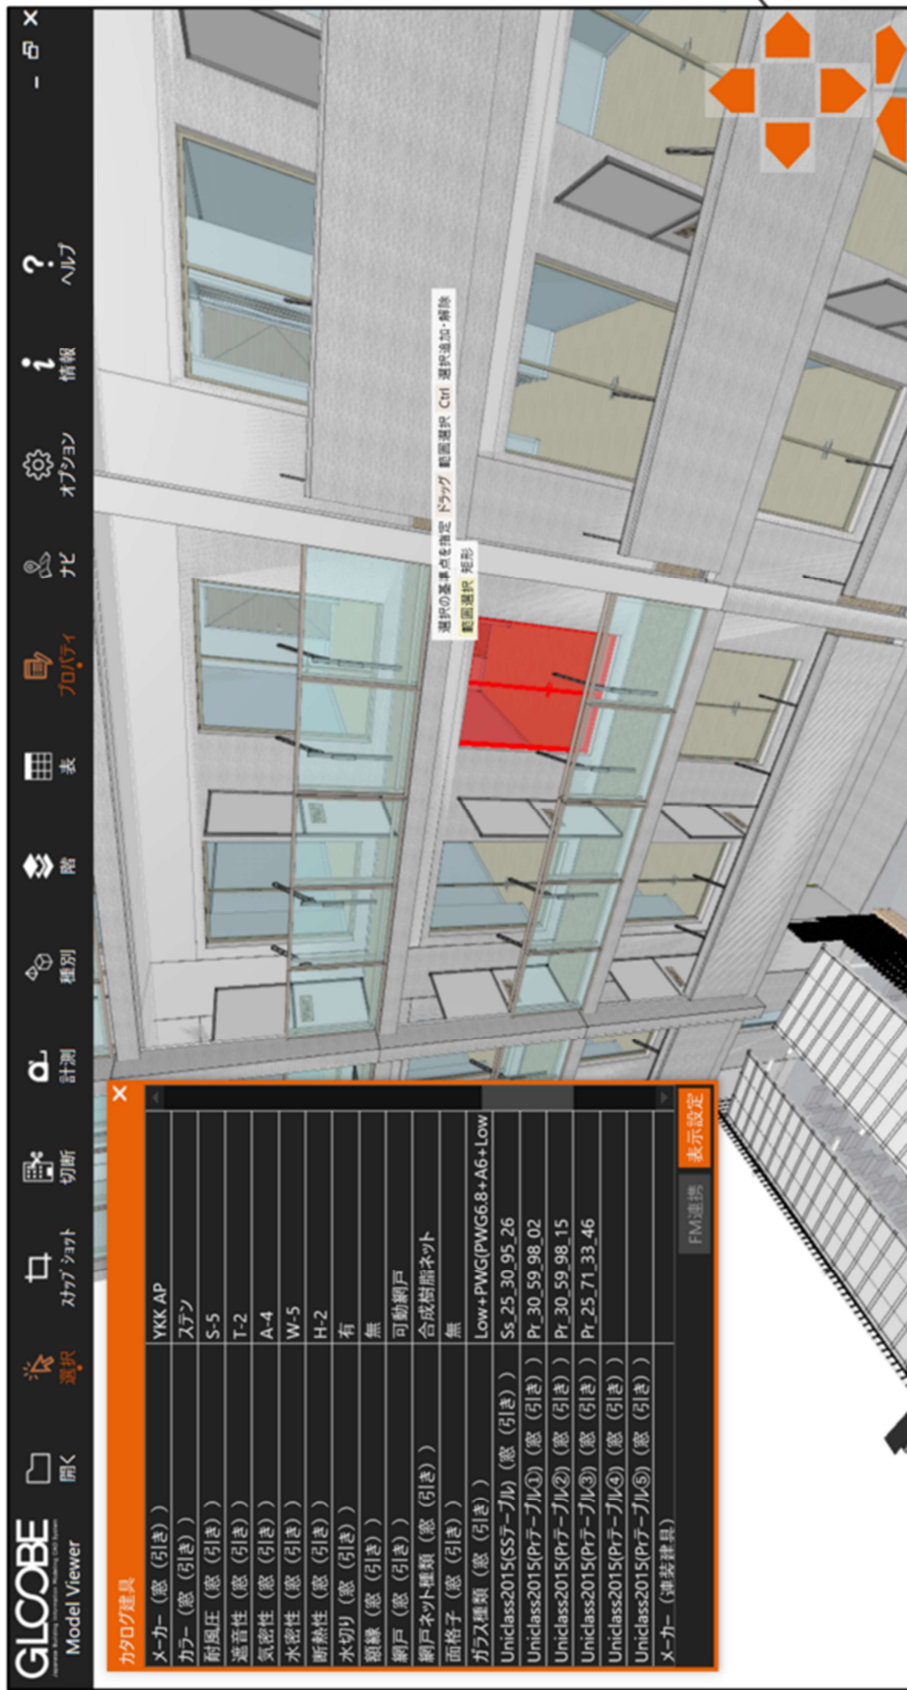 GLOOBE
Model Viewer
開く
選択
スナップショット
切断
計測
種別
階
表
プロパティ
ナビ
オプション
情報
ヘルプ
選択の基準点を指定 ドラッグ 範囲選択 Ctrl 選択追加・解除
範囲選択 矩形
カタログ建具
メーカー(窓(引き)) YKK AP
カラー(窓(引き)) ステン
耐風圧(窓(引き)) S-5
遮音性(窓(引き)) T-2
気密性(窓(引き)) A-4
水密性(窓(引き)) W-5
断熱性(窓(引き)) H-2
水切り(窓(引き)) 有
額縁(窓(引き)) 無
網戸(窓(引き)) 可動網戸
網戸ネット種類(窓(引き)) 合成樹脂ネット
面格子(窓(引き)) 無
ガラス種類(窓(引き)) Low+PWG(PWG6.8+A6+Low
Uniclass2015(SSテーブル)(窓(引き)) Ss_25_30_95_26
Uniclass2015(Prテーブル①)(窓(引き)) Pr_30_59_98_02
Uniclass2015(Prテーブル②)(窓(引き)) Pr_30_59_98_15
Uniclass2015(Prテーブル③)(窓(引き)) Pr_25_71_33_46
Uniclass2015(Prテーブル④)(窓(引き))
Uniclass2015(Prテーブル⑤)(窓(引き))
メーカー(連装建具)
FM連携 表示設定